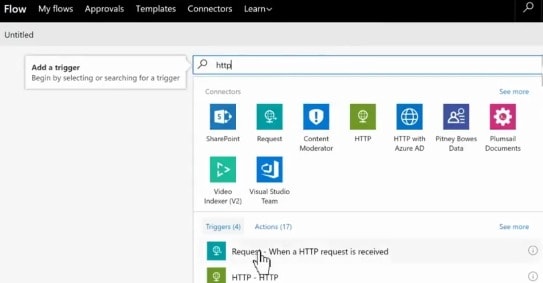 Flow My flows Approvals Templates Connectors Learn
Untitled
Add a trigger
Begin by selecting or searching for a trigger
http
Connectors See more
SharePoint
Request
Content Moderator
HTTP
HTTP with Azure AD
Pitney Bowes Data
Plumsail Documents
Video Indexer (V2)
Visual Studio Team
Triggers (4) Actions (17) See more
Request - When a HTTP request is received
HTTP - HTTP